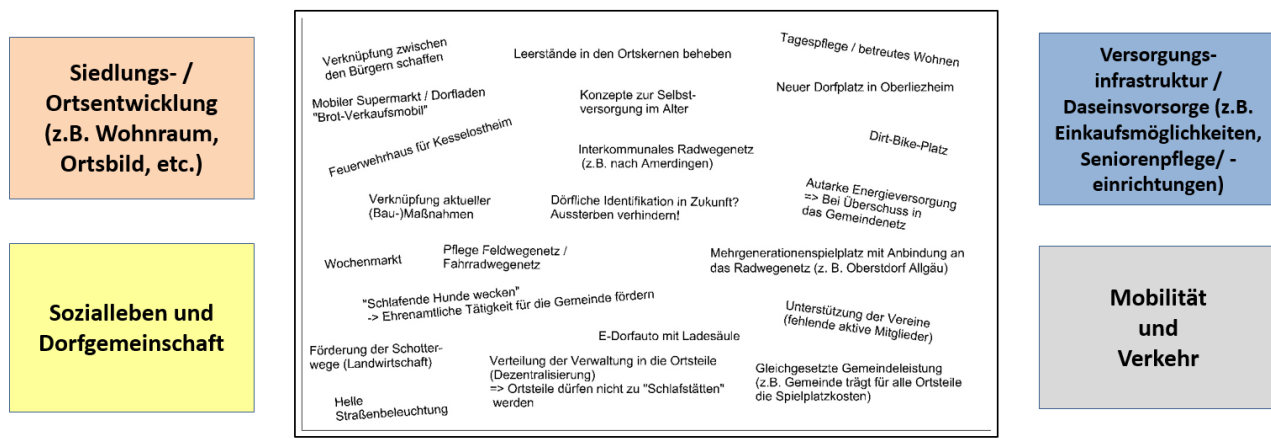 Siedlungs- /
Ortsentwicklung
(z.B. Wohnraum,
Ortsbild, etc.)
Sozialleben und
Dorfgemeinschaft
Verknüpfung zwischen
den Bürgern schaffen
Leerstände in den Ortskernen beheben
Tagespflege / betreutes Wohnen
Mobiler Supermarkt / Dorfladen
"Brot-Verkaufsmobil"
Konzepte zur Selbst-
versorgung im Alter
Neuer Dorfplatz in Oberliezheim
Feuerwehrhaus für Kesselostheim
Interkommunales Radwegenetz
(z.B. nach Amerdingen)
Dirt-Bike-Platz
Verknüpfung aktueller
(Bau-)Maßnahmen
Dörfliche Identifikation in Zukunft?
Aussterben verhindern!
Autarke Energieversorgung
=> Bei Überschuss in
das Gemeindenetz
Wochenmarkt
Pflege Feldwegenetz /
Fahrradwegenetz
Mehrgenerationenspielplatz mit Anbindung an
das Radwegenetz (z. B. Oberstdorf Allgäu)
"Schlafende Hunde wecken"
-> Ehrenamtliche Tätigkeit für die Gemeinde fördern
Unterstützung der Vereine
(fehlende aktive Mitglieder)
E-Dorfauto mit Ladesäule
Förderung der Schotter-
wege (Landwirtschaft)
Verteilung der Verwaltung in die Ortsteile
(Dezentralisierung)
=> Ortsteile dürfen nicht zu "Schlafstätten"
werden
Gleichgesetzte Gemeindeleistung
(z.B. Gemeinde trägt für alle Ortsteile
die Spielplatzkosten)
Helle
Straßenbeleuchtung
Versorgungs-
infrastruktur /
Daseinsvorsorge (z.B.
Einkaufsmöglichkeiten,
Seniorenpflege/ -
einrichtungen)
Mobilität
und
Verkehr